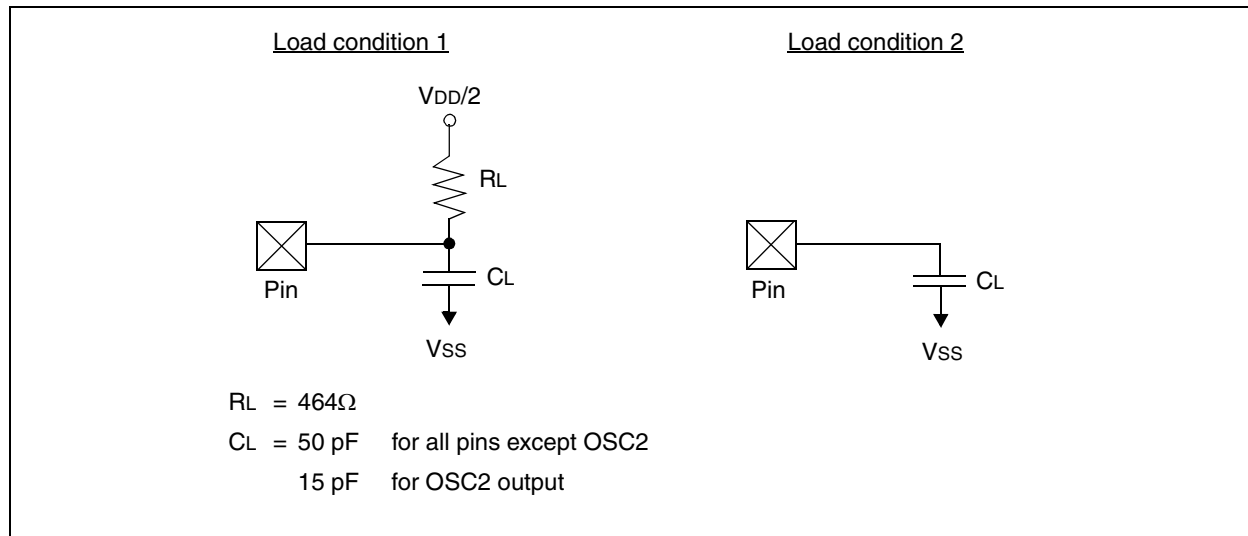 Load condition 1
VDD/2
RL
Pin
CL
VSS
Load condition 2
Pin
CL
VSS
RL = 464Ω
CL = 50 pF for all pins except OSC2
15 pF for OSC2 output